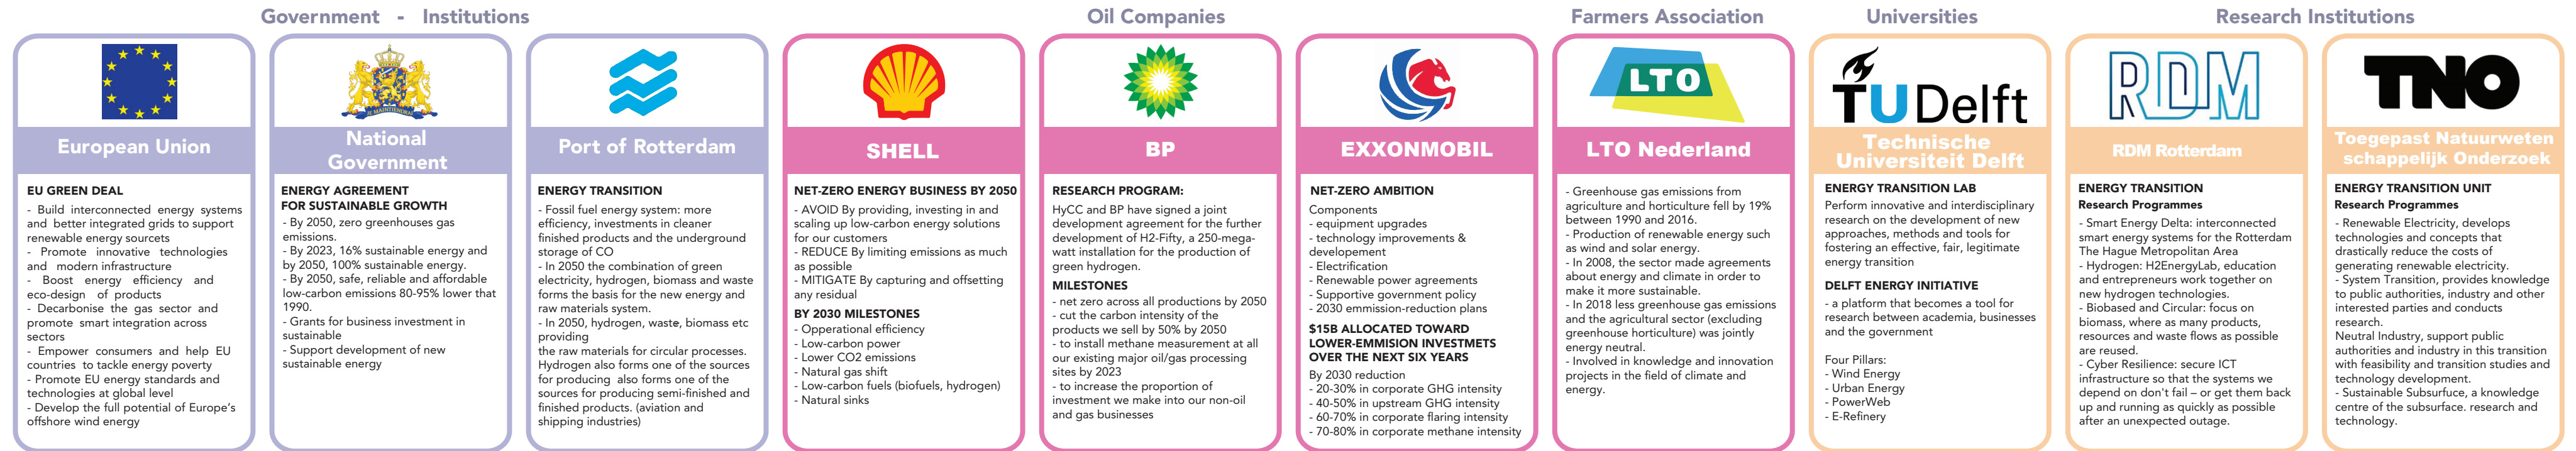 Government - Institutions
Oil Companies
Farmers Association
Universities
Research Institutions
European Union
EU GREEN DEAL
- Build interconnected energy systems
and better integrated grids to support
renewable energy sourcets
- Promote innovative technologies
and modern infrastructure
- Boost energy efficiency and
eco-design of products
- Decarbonise the gas sector and
promote smart integration across
sectors
- Empower consumers and help EU
countries to tackle energy poverty
- Promote EU energy standards and
technologies at global level
- Develop the full potential of Europe's
offshore wind energy
National
Government
ENERGY AGREEMENT
FOR SUSTAINABLE GROWTH
- By 2050, zero greenhouses gas
emissions.
- By 2023, 16% sustainable energy and
by 2050, 100% sustainable energy.
- By 2050, safe, reliable and affordable
low-carbon emissions 80-95% lower that
1990.
- Grants for business investment in
sustainable
- Support development of new
sustainable energy
Port of Rotterdam
ENERGY TRANSITION
- Fossil fuel energy system: more
efficiency, investments in cleaner
finished products and the underground
storage of CO
- In 2050 the combination of green
electricity, hydrogen, biomass and waste
forms the basis for the new energy and
raw materials system.
- In 2050, hydrogen, waste, biomass etc
providing
the raw materials for circular processes.
Hydrogen also forms one of the sources
for producing also forms one of the
sources for producing semi-finished and
finished products. (aviation and
shipping industries)
SHELL
NET-ZERO ENERGY BUSINESS BY 2050
- AVOID By providing, investing in and
scaling up low-carbon energy solutions
for our customers
- REDUCE By limiting emissions as much
as possible
- MITIGATE By capturing and offsetting
any residual
BY 2030 MILESTONES
- Opperational efficiency
- Low-carbon power
- Lower CO2 emissions
- Natural gas shift
- Low-carbon fuels (biofuels, hydrogen)
- Natural sinks
BP
RESEARCH PROGRAM:
HyCC and BP have signed a joint
development agreement for the further
development of H2-Fifty, a 250-mega-
watt installation for the production of
green hydrogen.
MILESTONES
- net zero across all productions by 2050
- cut the carbon intensity of the
products we sell by 50% by 2050
- to install methane measurement at all
our existing major oil/gas processing
sites by 2023
- to increase the proportion of
investment we make into our non-oil
and gas businesses
EXXONMOBIL
NET-ZERO AMBITION
Components
- equipment upgrades
- technology improvements &
developement
- Electrification
- Renewable power agreements
- Supportive government policy
- 2030 emmission-reduction plans
$15B ALLOCATED TOWARD
LOWER-EMMISION INVESTMETS
OVER THE NEXT SIX YEARS
By 2030 reduction
- 20-30% in corporate GHG intensity
- 40-50% in upstream GHG intensity
- 60-70% in corporate flaring intensity
- 70-80% in corporate methane intensity
LTO
LTO Nederland
- Greenhouse gas emissions from
agriculture and horticulture fell by 19%
between 1990 and 2016.
- Production of renewable energy such
as wind and solar energy.
- In 2008, the sector made agreements
about energy and climate in order to
make it more sustainable.
- In 2018 less greenhouse gas emissions
and the agricultural sector (excluding
greenhouse horticulture) was jointly
energy neutral.
- Involved in knowledge and innovation
projects in the field of climate and
energy.
TU Delft
Technische
Universiteit Delft
ENERGY TRANSITION LAB
Perform innovative and interdisciplinary
research on the development of new
approaches, methods and tools for
fostering an effective, fair, legitimate
energy transition
DELFT ENERGY INITIATIVE
- a platform that becomes a tool for
research between academia, businesses
and the government
Four Pillars:
- Wind Energy
- Urban Energy
- PowerWeb
- E-Refinery
RDM
RDM Rotterdam
ENERGY TRANSITION
Research Programmes
- Smart Energy Delta: interconnected
smart energy systems for the Rotterdam
The Hague Metropolitan Area
- Hydrogen: H2EnergyLab, education
and entrepreneurs work together on
new hydrogen technologies.
- Biobased and Circular: focus on
biomass, where as many products,
resources and waste flows as possible
are reused.
- Cyber Resilience: secure ICT
infrastructure so that the systems we
depend on don't fail – or get them back
up and running as quickly as possible
after an unexpected outage.
TNO
Toegepast Natuurweten
schappelijk Onderzoek
ENERGY TRANSITION UNIT
Research Programmes
- Renewable Electricity, develops
technologies and concepts that
drastically reduce the costs of
generating renewable electricity.
- System Transition, provides knowledge
to public authorities, industry and other
interested parties and conducts
research.
Neutral Industry, support public
authorities and industry in this transition
with feasibility and transition studies and
technology development.
- Sustainable Subsurfuce, a knowledge
centre of the subsurface. research and
technology.